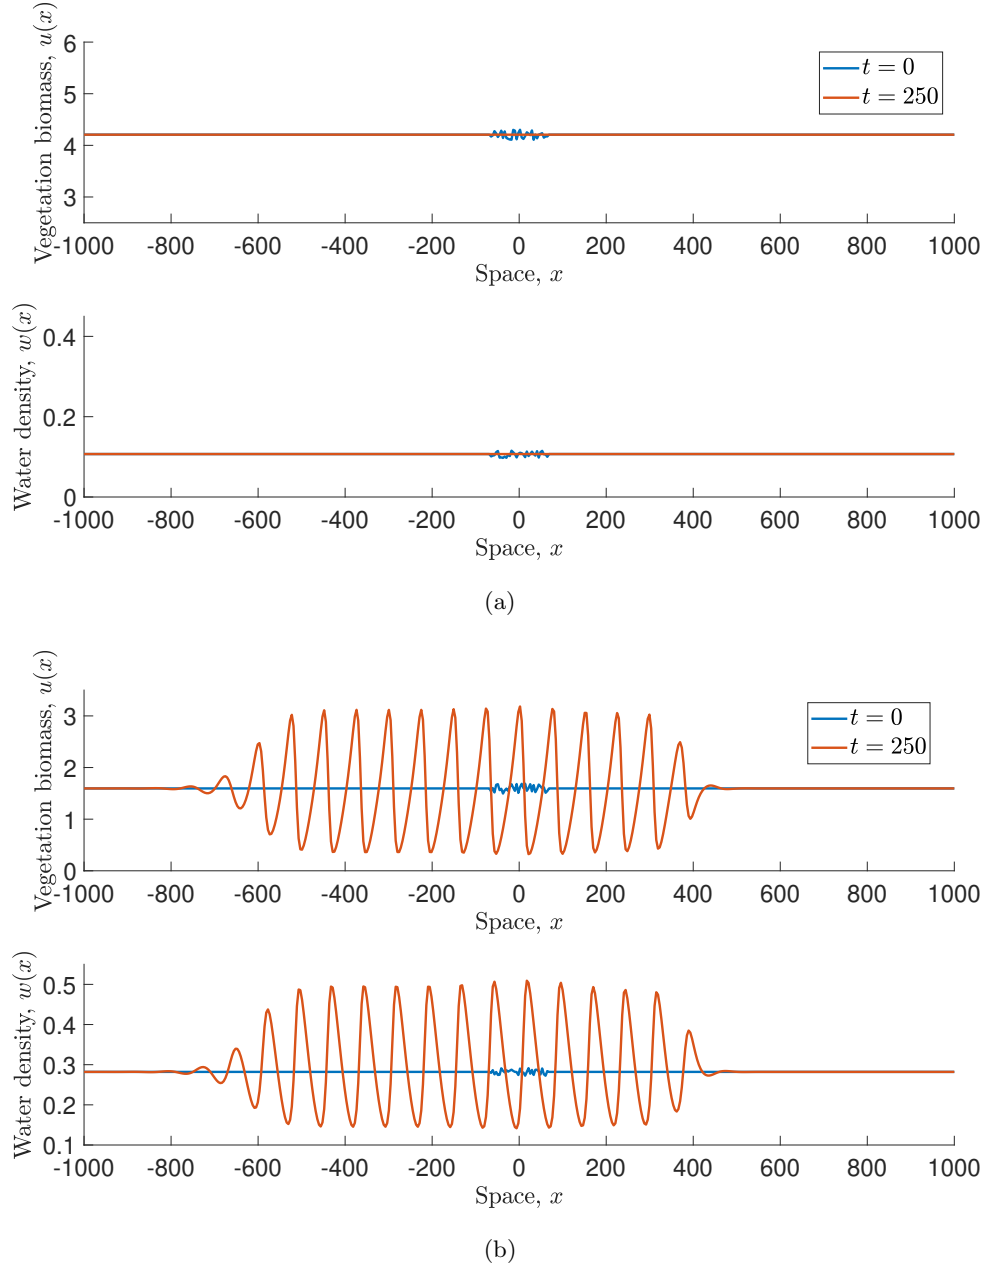 Vegetation biomass, u(x)
6
5
4
3
t = 0
t = 250
-1000 -800 -600 -400 -200 0 200 400 600 800 1000
Space, x
Water density, w(x)
0.4
0.2
0
-1000 -800 -600 -400 -200 0 200 400 600 800 1000
Space, x
(a)
Vegetation biomass, u(x)
3
2
1
0
t = 0
t = 250
-1000 -800 -600 -400 -200 0 200 400 600 800 1000
Space, x
Water density, w(x)
0.5
0.4
0.3
0.2
0.1
-1000 -800 -600 -400 -200 0 200 400 600 800 1000
Space, x
(b)